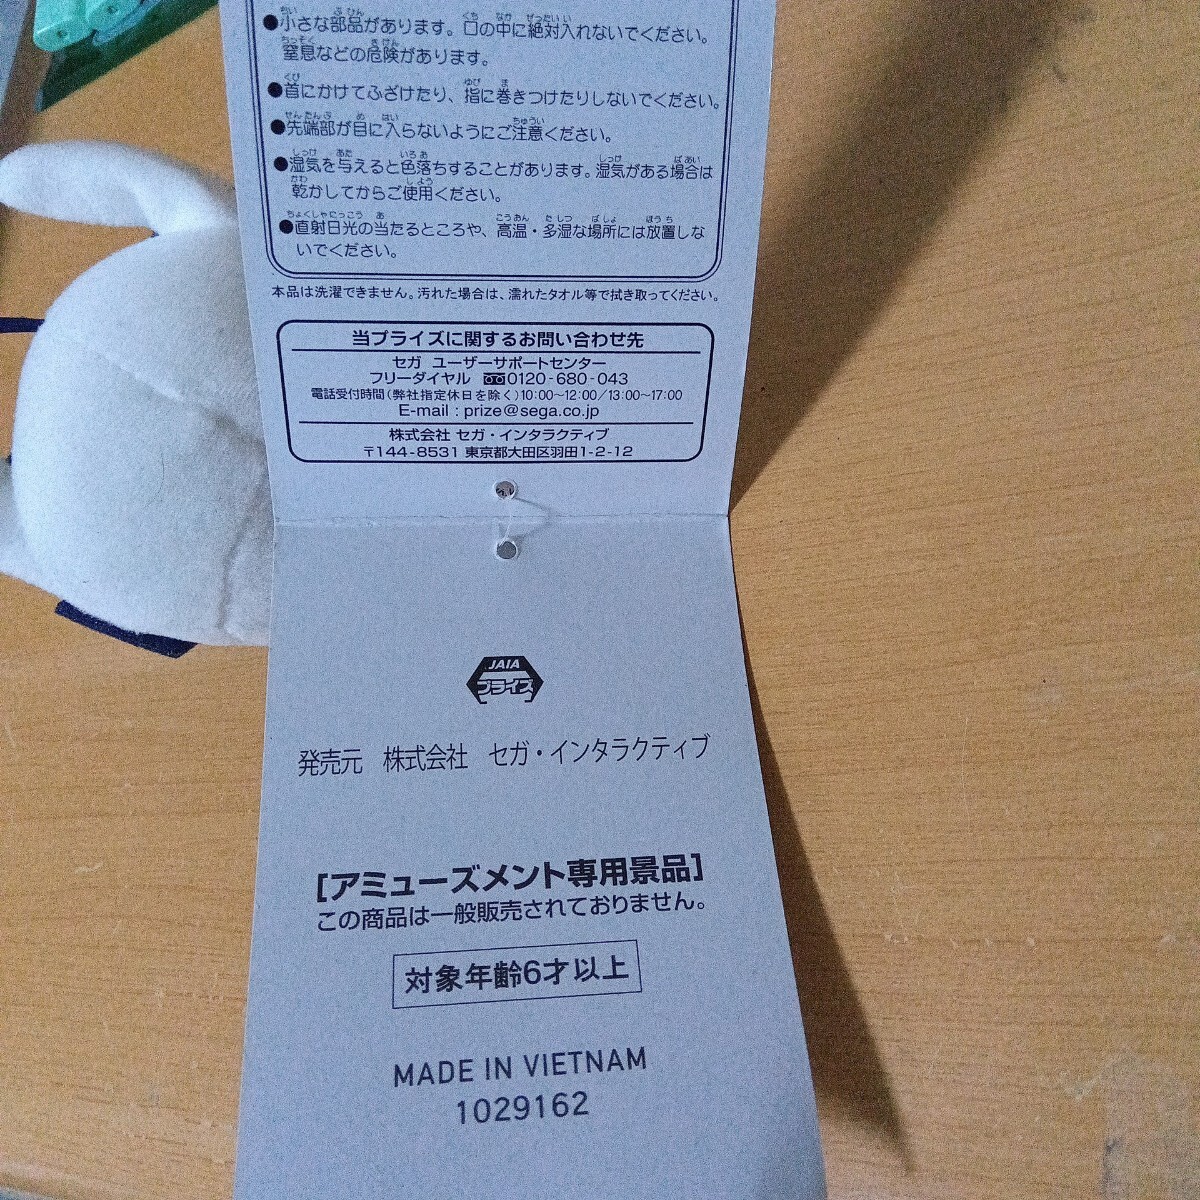 ●小さな部品があります。口の中に絶対入れないでください。
窒息などの危険があります。
●首にかけてふざけたり、指に巻きつけたりしないでください。
●先端部が目に入らないようにご注意ください。
●湿気を与えると色落ちすることがあります。湿気がある場合は
乾かしてからご使用ください。
●直射日光の当たるところや、高温・多湿な場所には放置しな
いでください。
本品は洗濯できません。汚れた場合は、濡れたタオル等で拭き取ってください。
当プライズに関するお問い合わせ先
セガ ユーザーサポートセンター
フリーダイヤル 0120-680-043
電話受付時間(弊社指定休日を除く)10:00〜12:00/13:00〜17:00
E-mail : prize@sega.co.jp
株式会社 セガ・インタラクティブ
〒144-8531 東京都大田区羽田1-2-12
JAIA
プライズ
発売元 株式会社 セガ・インタラクティブ
[アミューズメント専用景品]
この商品は一般販売されておりません。
対象年齢6才以上
MADE IN VIETNAM
1029162